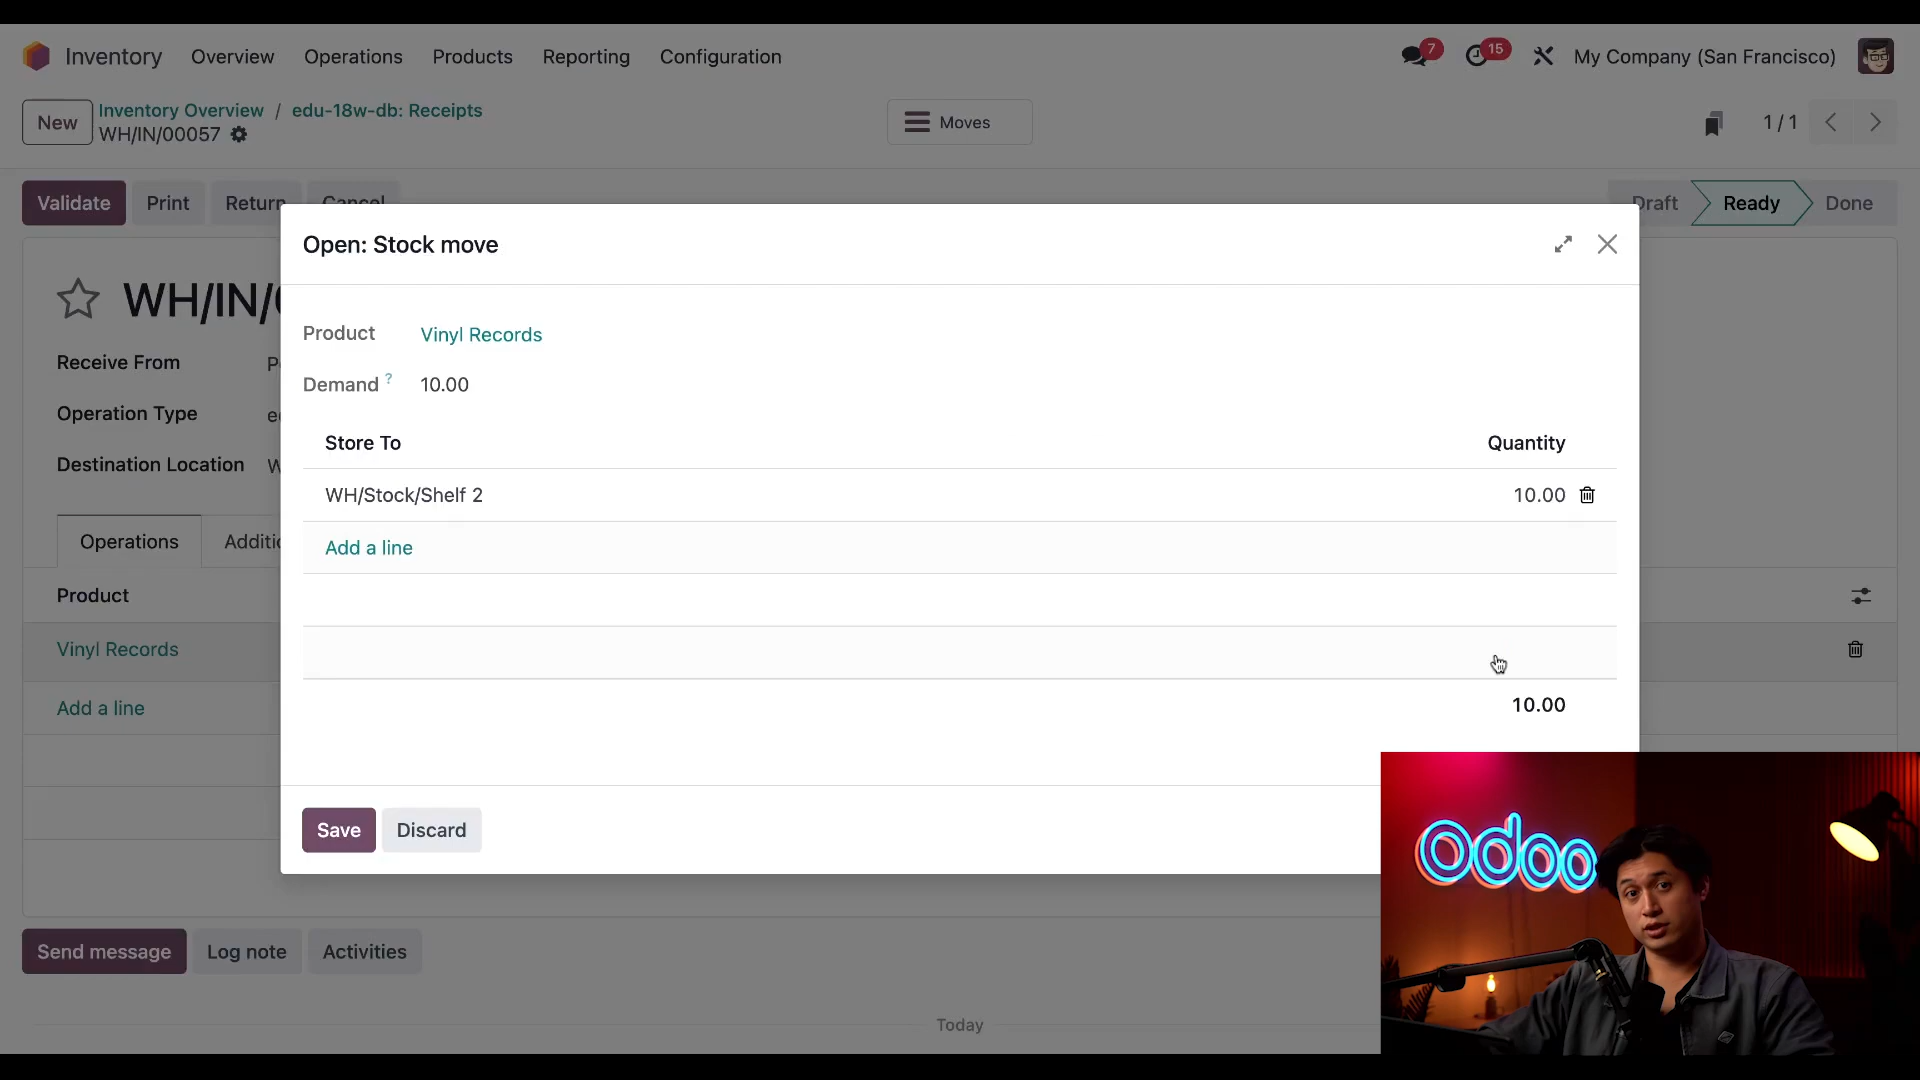 Inventory Overview Operations Products Reporting Configuration 7 15 My Company (San Francisco)
New Inventory Overview / edu-18w-db: Receipts
WH/IN/00057
Moves
1 / 1
Validate Print Return Cancel Draft Ready Done
Open: Stock move
WH/IN/
Product Vinyl Records
Receive From
Demand ? 10.00
Operation Type
Store To Quantity
Destination Location
WH/Stock/Shelf 2 10.00
Operations
Add a line
Product
Vinyl Records
Add a line
10.00
Save Discard
odoo
Send message Log note Activities
Today